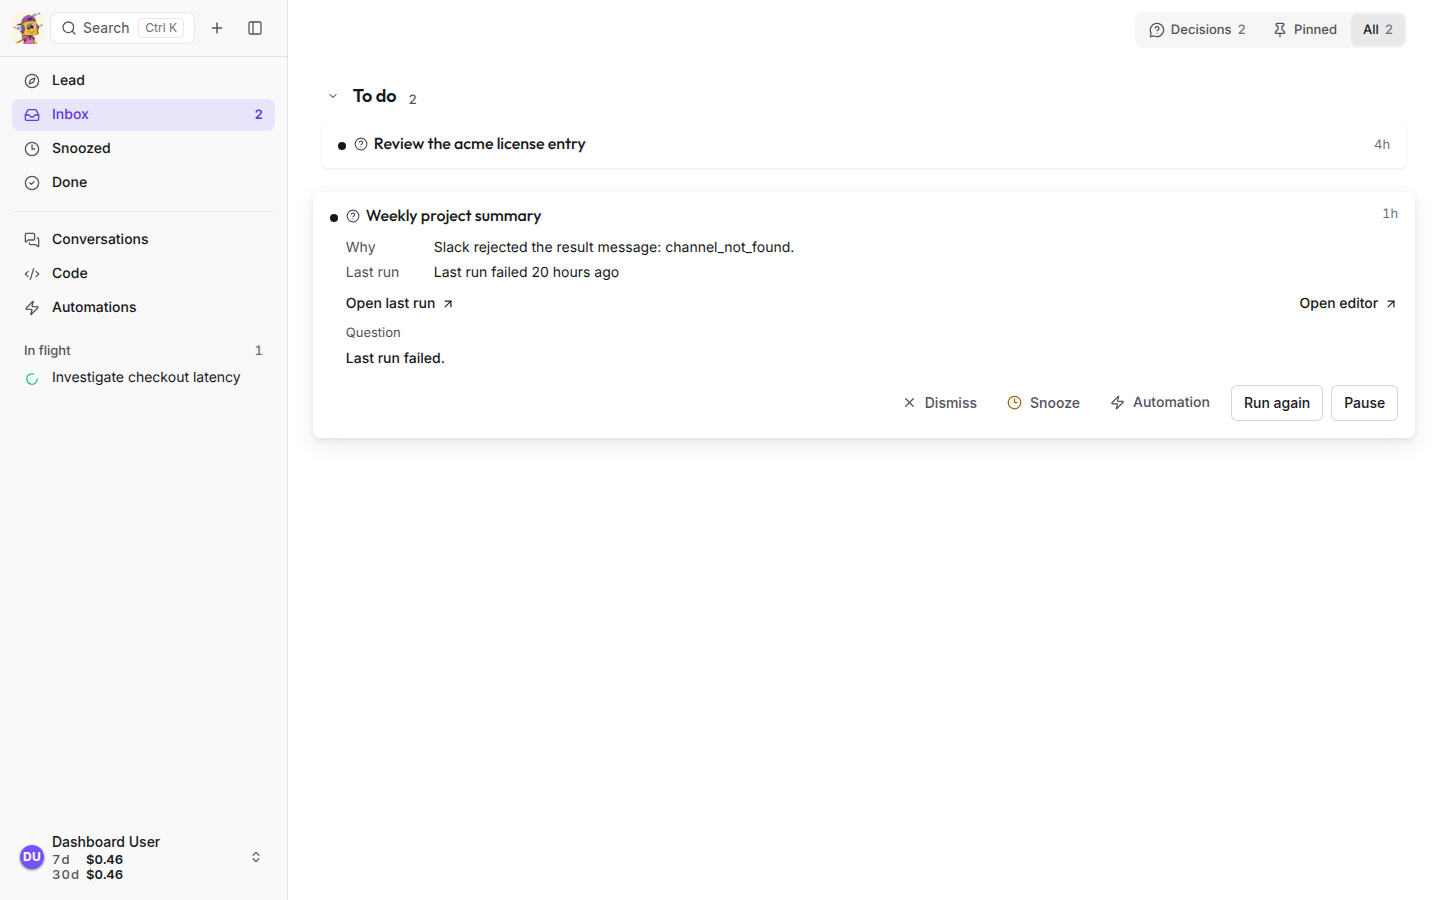 Search Ctrl K
Decisions 2 Pinned All 2
Lead
Inbox 2
Snoozed
Done
Conversations
Code
Automations
In flight 1
Investigate checkout latency
To do 2
Review the acme license entry 4h
Weekly project summary 1h
Why Slack rejected the result message: channel_not_found.
Last run Last run failed 20 hours ago
Open last run Open editor
Question
Last run failed.
Dismiss Snooze Automation Run again Pause
DU Dashboard User
7d $0.46
30d $0.46